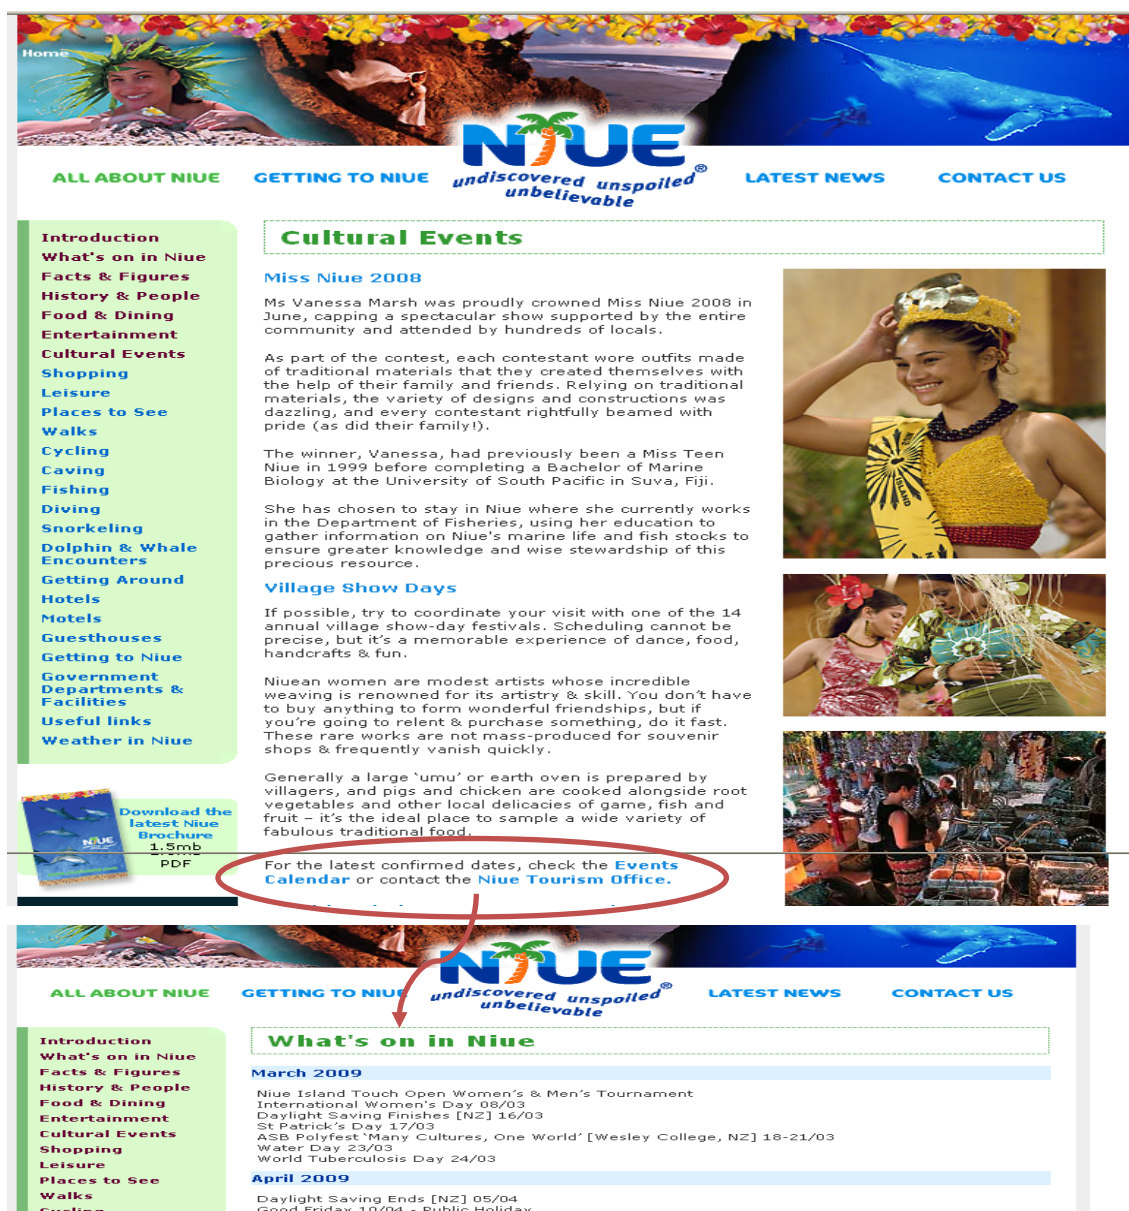 Home
NIUE
undiscovered unspoiled®
unbelievable
ALL ABOUT NIUE
GETTING TO NIUE
LATEST NEWS
CONTACT US
Introduction
What's on in Niue
Facts & Figures
History & People
Food & Dining
Entertainment
Cultural Events
Shopping
Leisure
Places to See
Walks
Cycling
Caving
Fishing
Diving
Snorkeling
Dolphin & Whale
Encounters
Getting Around
Hotels
Motels
Guesthouses
Getting to Niue
Government
Departments &
Facilities
Useful links
Weather in Niue
NIUE
Download the
latest Niue
Brochure
1.5mb
PDF
Cultural Events
Miss Niue 2008
Ms Vanessa Marsh was proudly crowned Miss Niue 2008 in
June, capping a spectacular show supported by the entire
community and attended by hundreds of locals.
As part of the contest, each contestant wore outfits made
of traditional materials that they created themselves with
the help of their family and friends. Relying on traditional
materials, the variety of designs and constructions was
dazzling, and every contestant rightfully beamed with
pride (as did their family!).
The winner, Vanessa, had previously been a Miss Teen
Niue in 1999 before completing a Bachelor of Marine
Biology at the University of South Pacific in Suva, Fiji.
She has chosen to stay in Niue where she currently works
in the Department of Fisheries, using her education to
gather information on Niue's marine life and fish stocks to
ensure greater knowledge and wise stewardship of this
precious resource.
Village Show Days
If possible, try to coordinate your visit with one of the 14
annual village show-day festivals. Scheduling cannot be
precise, but it's a memorable experience of dance, food,
handcrafts & fun.
Niuean women are modest artists whose incredible
weaving is renowned for its artistry & skill. You don't have
to buy anything to form wonderful friendships, but if
you're going to relent & purchase something, do it fast.
These rare works are not mass-produced for souvenir
shops & frequently vanish quickly.
Generally a large 'umu' or earth oven is prepared by
villagers, and pigs and chicken are cooked alongside root
vegetables and other local delicacies of game, fish and
fruit – it's the ideal place to sample a wide variety of
fabulous traditional food.
For the latest confirmed dates, check the Events
Calendar or contact the Niue Tourism Office.
ISLAND
NIUE
undiscovered unspoiled®
unbelievable
ALL ABOUT NIUE
GETTING TO NIUE
LATEST NEWS
CONTACT US
Introduction
What's on in Niue
Facts & Figures
History & People
Food & Dining
Entertainment
Cultural Events
Shopping
Leisure
Places to See
Walks
Cycling
What's on in Niue
March 2009
Niue Island Touch Open Women's & Men's Tournament
International Women's Day 08/03
Daylight Saving Finishes [NZ] 16/03
St Patrick's Day 17/03
ASB Polyfest 'Many Cultures, One World' [Wesley College, NZ] 18-21/03
Water Day 23/03
World Tuberculosis Day 24/03
April 2009
Daylight Saving Ends [NZ] 05/04
Good Friday 10/04 - Public Holiday